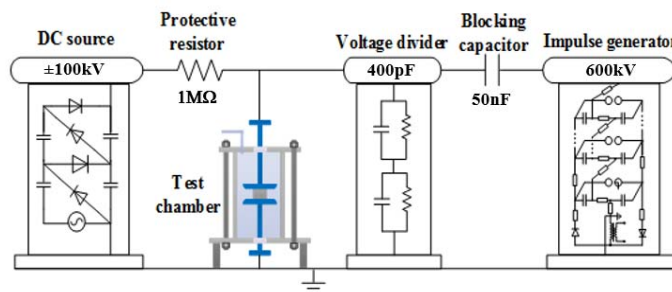 DC source
±100kV
Protective
resistor
1MΩ
Test
chamber
Voltage divider
400pF
Blocking
capacitor
50nF
Impulse generator
600kV